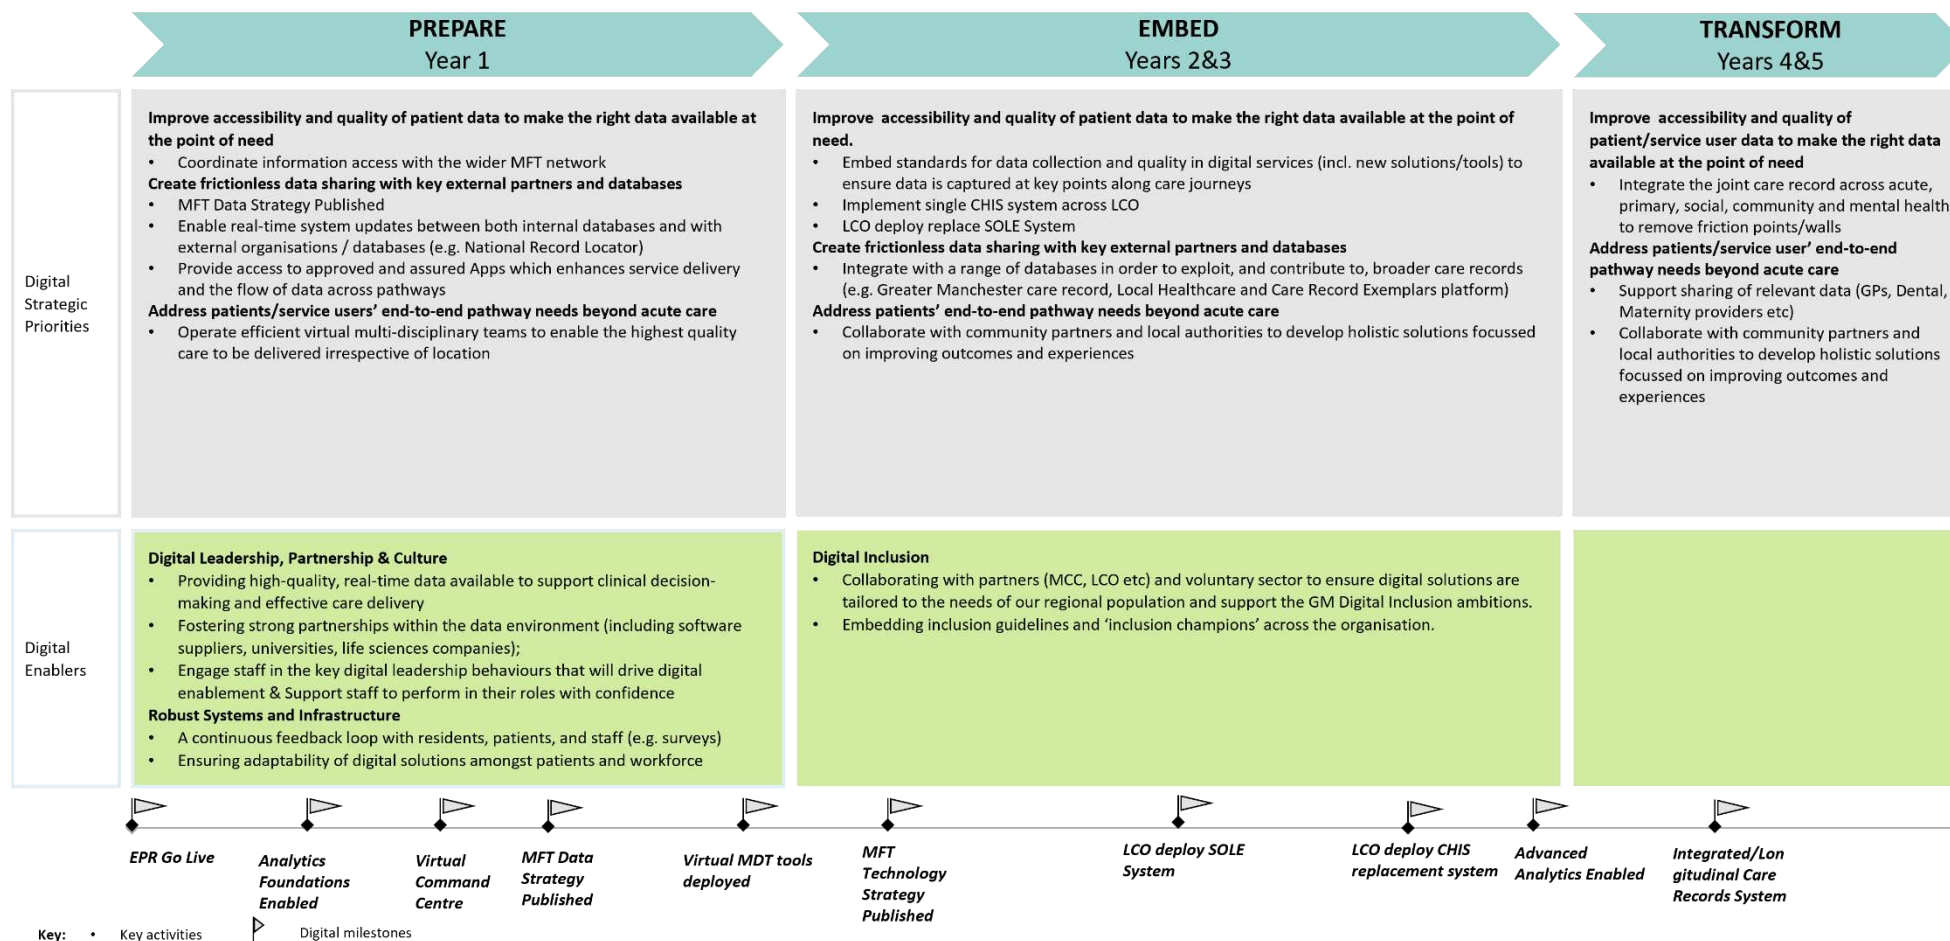 PREPARE
Year 1
EMBED
Years 2&3
TRANSFORM
Years 4&5
Digital
Strategic
Priorities
Improve accessibility and quality of patient data to make the right data available at
the point of need
• Coordinate information access with the wider MFT network
Create frictionless data sharing with key external partners and databases
• MFT Data Strategy Published
• Enable real-time system updates between both internal databases and with
external organisations / databases (e.g. National Record Locator)
• Provide access to approved and assured Apps which enhances service delivery
and the flow of data across pathways
Address patients/service users’ end-to-end pathway needs beyond acute care
• Operate efficient virtual multi-disciplinary teams to enable the highest quality
care to be delivered irrespective of location
Improve accessibility and quality of patient data to make the right data available at the point of
need.
• Embed standards for data collection and quality in digital services (incl. new solutions/tools) to
ensure data is captured at key points along care journeys
• Implement single CHIS system across LCO
• LCO deploy replace SOLE System
Create frictionless data sharing with key external partners and databases
• Integrate with a range of databases in order to exploit, and contribute to, broader care records
(e.g. Greater Manchester care record, Local Healthcare and Care Record Exemplars platform)
Address patients’ end-to-end pathway needs beyond acute care
• Collaborate with community partners and local authorities to develop holistic solutions focussed
on improving outcomes and experiences
Improve accessibility and quality of
patient/service user data to make the right data
available at the point of need
• Integrate the joint care record across acute,
primary, social, community and mental health
to remove friction points/walls
Address patients/service user’ end-to-end
pathway needs beyond acute care
• Support sharing of relevant data (GPs, Dental,
Maternity providers etc)
• Collaborate with community partners and
local authorities to develop holistic solutions
focussed on improving outcomes and
experiences
Digital
Enablers
Digital Leadership, Partnership & Culture
• Providing high-quality, real-time data available to support clinical decision-
making and effective care delivery
• Fostering strong partnerships within the data environment (including software
suppliers, universities, life sciences companies);
• Engage staff in the key digital leadership behaviours that will drive digital
enablement & Support staff to perform in their roles with confidence
Robust Systems and Infrastructure
• A continuous feedback loop with residents, patients, and staff (e.g. surveys)
• Ensuring adaptability of digital solutions amongst patients and workforce
Digital Inclusion
• Collaborating with partners (MCC, LCO etc) and voluntary sector to ensure digital solutions are
tailored to the needs of our regional population and support the GM Digital Inclusion ambitions.
• Embedding inclusion guidelines and ‘inclusion champions’ across the organisation.
EPR Go Live
Analytics
Foundations
Enabled
Virtual
Command
Centre
MFT Data
Strategy
Published
Virtual MDT tools
deployed
MFT
Technology
Strategy
Published
LCO deploy SOLE
System
LCO deploy CHIS
replacement system
Advanced
Analytics Enabled
Integrated/Lon
gitudinal Care
Records System
Key: • Key activities
Digital milestones